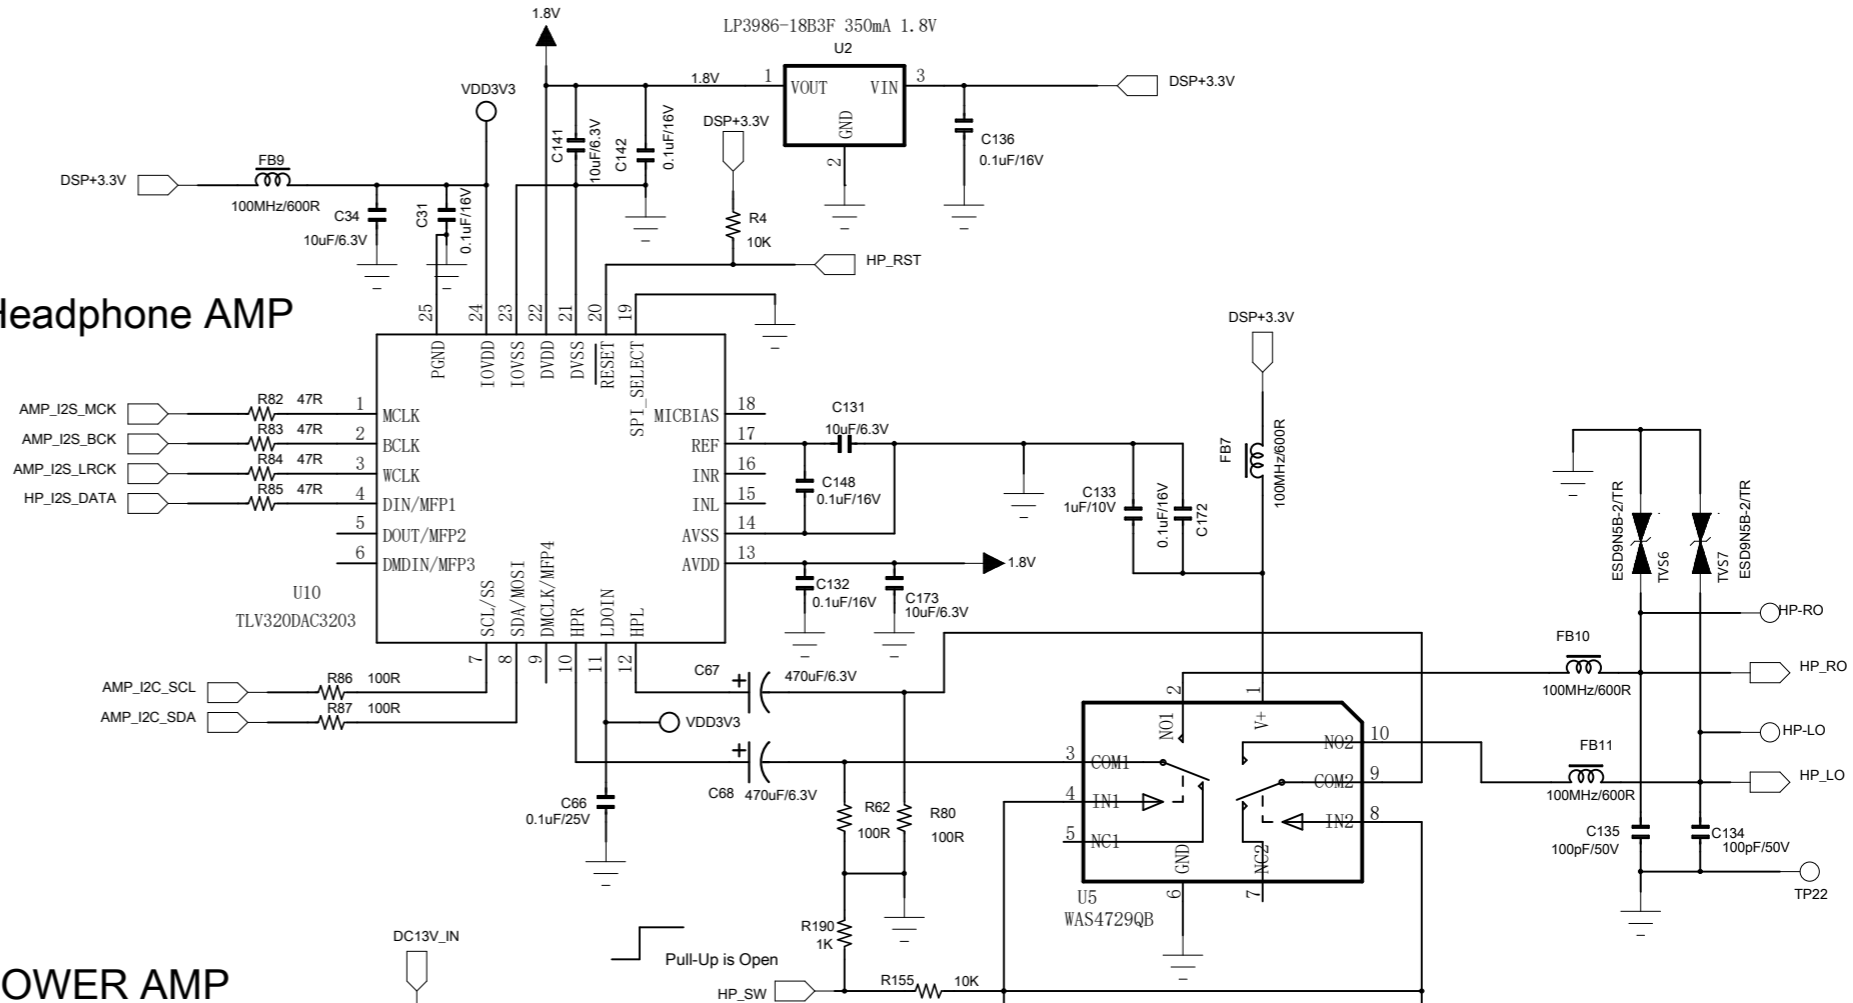 1.8V
LP3986-18B3F 350mA 1.8V
U2
1.8V
1
VOUT
VIN
3
GND
2
DSP+3.3V
C136
0.1uF/16V
VDD3V3
C141
10uF/6.3V
C142
0.1uF/16V
DSP+3.3V
R4
10K
HP_RST
DSP+3.3V
FB9
100MHz/600R
C34
10uF/6.3V
C31
0.1uF/16V
Headphone AMP
25
24
23
22
21
20
19
PGND
IOVDD
IOVSS
DVDD
DVSS
RESET
SPI_SELECT
AMP_I2S_MCK
R82 47R
1
MCLK
AMP_I2S_BCK
R83 47R
2
BCLK
AMP_I2S_LRCK
R84 47R
3
WCLK
HP_I2S_DATA
R85 47R
4
DIN/MFP1
5
DOUT/MFP2
6
DMDIN/MFP3
MICBIAS
18
REF
17
INR
16
INL
15
AVSS
14
AVDD
13
U10
TLV320DAC3203
SCL/SS
SDA/MOSI
DMCLK/MFP4
HPR
LDOIN
HPL
7
8
9
10
11
12
C131
10uF/6.3V
C148
0.1uF/16V
1.8V
C132
0.1uF/16V
C173
10uF/6.3V
C133
1uF/10V
0.1uF/16V
C172
DSP+3.3V
FB7
100MHz/600R
AMP_I2C_SCL
R86 100R
AMP_I2C_SDA
R87 100R
C67
470uF/6.3V
VDD3V3
C68
470uF/6.3V
C66
0.1uF/25V
R62
100R
R80
100R
R190
1K
2
1
NO1
V+
3
COM1
4
IN1
5
NC1
NO2
10
COM2
9
IN2
8
GND
NC2
6
7
U5
WAS4729QB
ESD9N5B-2/TR
TVS6
TVS7
ESD9N5B-2/TR
HP-RO
FB10
100MHz/600R
HP_RO
HP-LO
FB11
100MHz/600R
HP_LO
C135
100pF/50V
C134
100pF/50V
TP22
DC13V_IN
Pull-Up is Open
HP_SW
R155 10K
OWER AMP